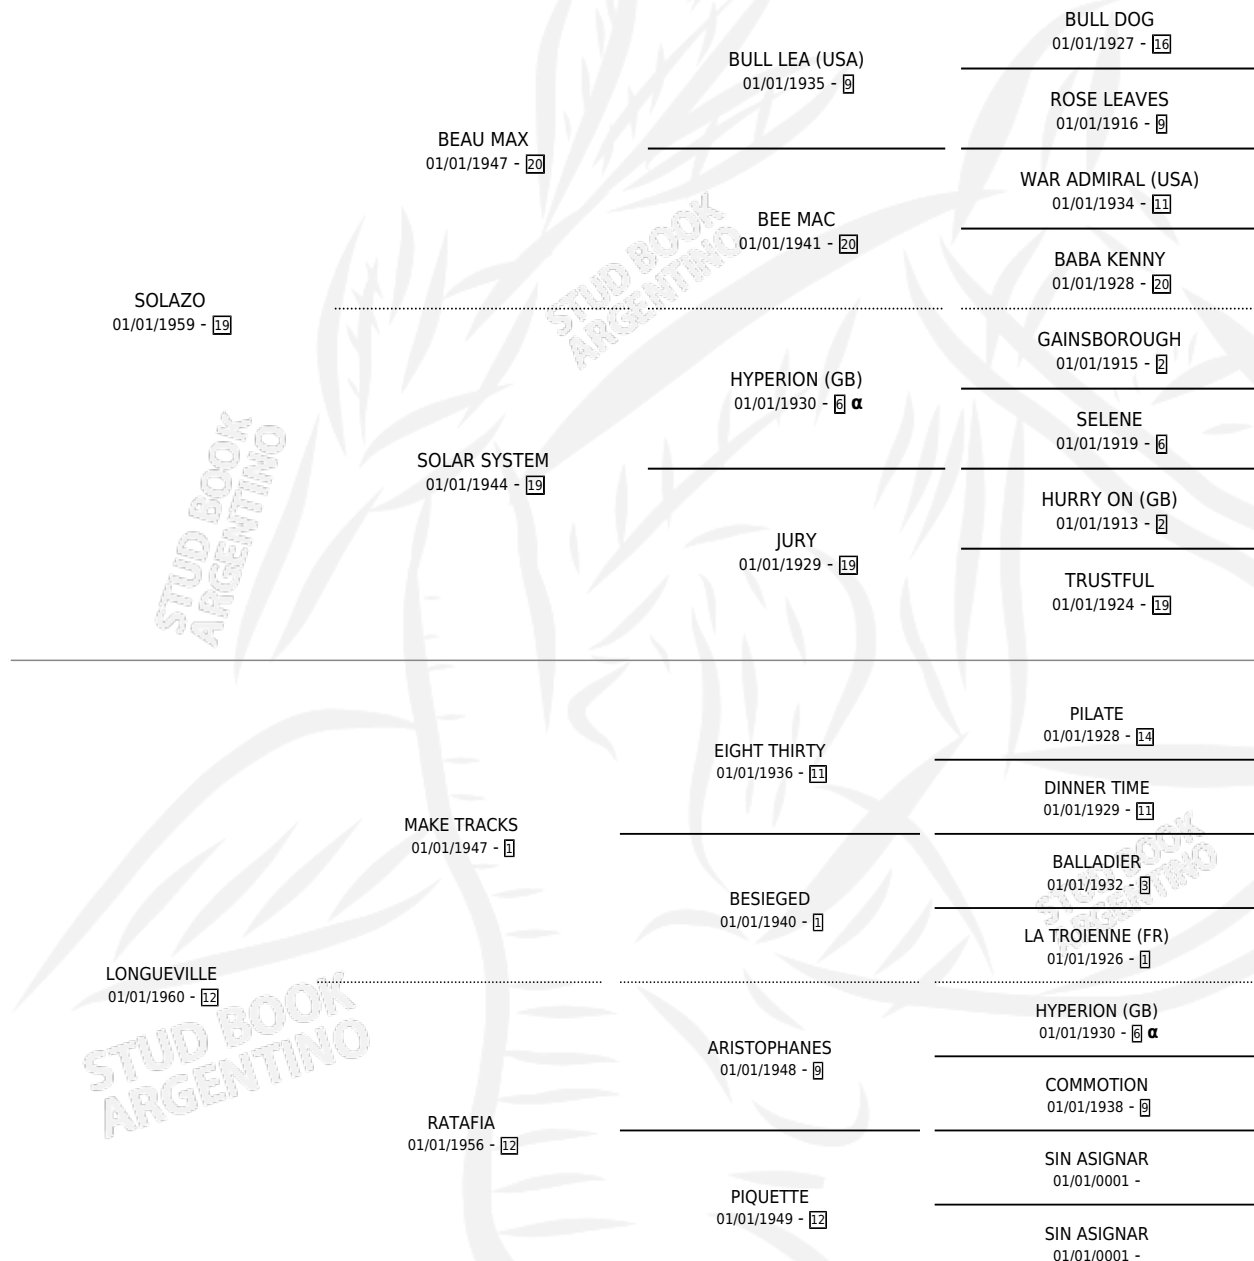 BULL DOG
01/01/1927 - 16
BULL LEA (USA)
01/01/1935 - 9
ROSE LEAVES
01/01/1916 - 9
BEAU MAX
01/01/1947 - 20
WAR ADMIRAL (USA)
01/01/1934 - 11
BEE MAC
01/01/1941 - 20
BABA KENNY
01/01/1928 - 20
STUD BOOK
ARGENTINO
SOLAZO
01/01/1959 - 19
GAINSBOROUGH
01/01/1915 - 2
HYPERION (GB)
01/01/1930 - 6 α
SELENE
01/01/1919 - 6
SOLAR SYSTEM
01/01/1944 - 19
HURRY ON (GB)
01/01/1913 - 2
JURY
01/01/1929 - 19
TRUSTFUL
01/01/1924 - 19
STUD BOOK
ARGENTINO
PILATE
01/01/1928 - 14
EIGHT THIRTY
01/01/1936 - 11
DINNER TIME
01/01/1929 - 11
MAKE TRACKS
01/01/1947 - 1
BALLADIER
01/01/1932 - 3
STUD BOOK
ARGENTINO
BESIEGED
01/01/1940 - 1
LA TROIENNE (FR)
01/01/1926 - 1
LONGUEVILLE
01/01/1960 - 12
STUD BOOK
ARGENTINO
HYPERION (GB)
01/01/1930 - 6 α
ARISTOPHANES
01/01/1948 - 9
COMMOTION
01/01/1938 - 9
RATAFIA
01/01/1956 - 12
SIN ASIGNAR
01/01/0001 -
PIQUETTE
01/01/1949 - 12
SIN ASIGNAR
01/01/0001 -